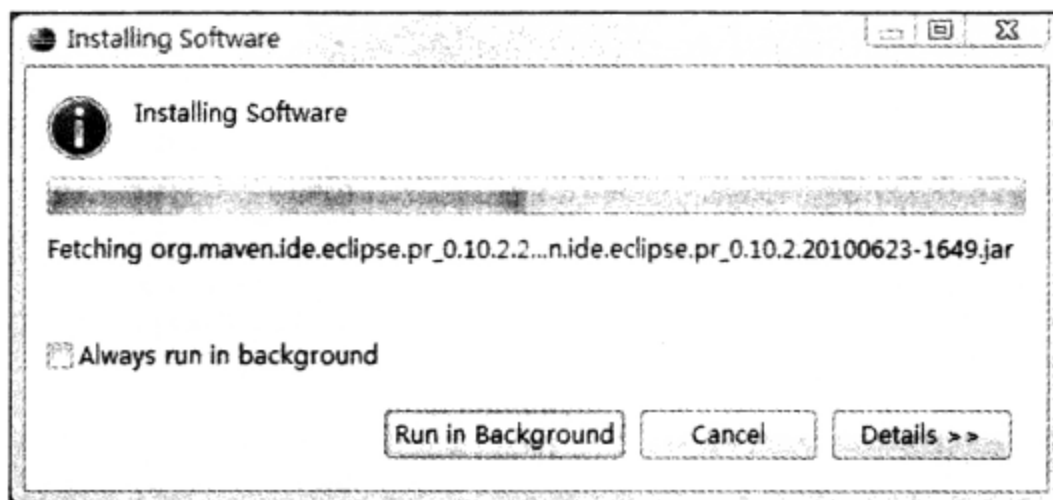 Installing Software
Installing Software
Fetching org.maven.ide.eclipse.pr_0.10.2.2...n.ide.eclipse.pr_0.10.2.20100623-1649.jar
Always run in background
Run in Background Cancel Details >>